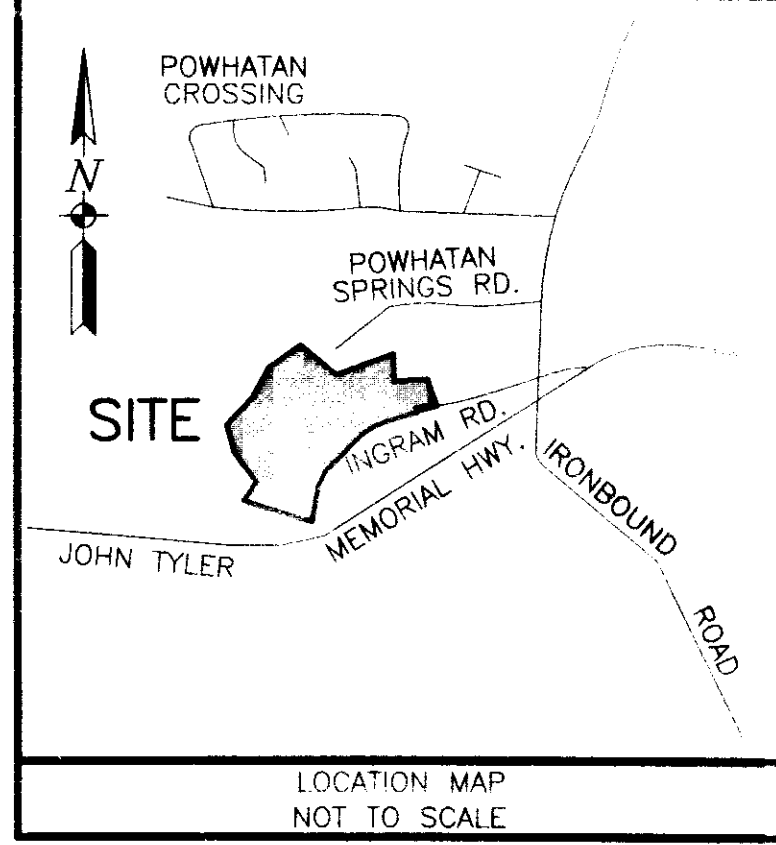 POWHATAN
CROSSING
N
POWHATAN
SPRINGS RD.
SITE
INGRAM RD.
MEMORIAL HWY.
IRONBOUND
JOHN TYLER
ROAD
LOCATION MAP
NOT TO SCALE